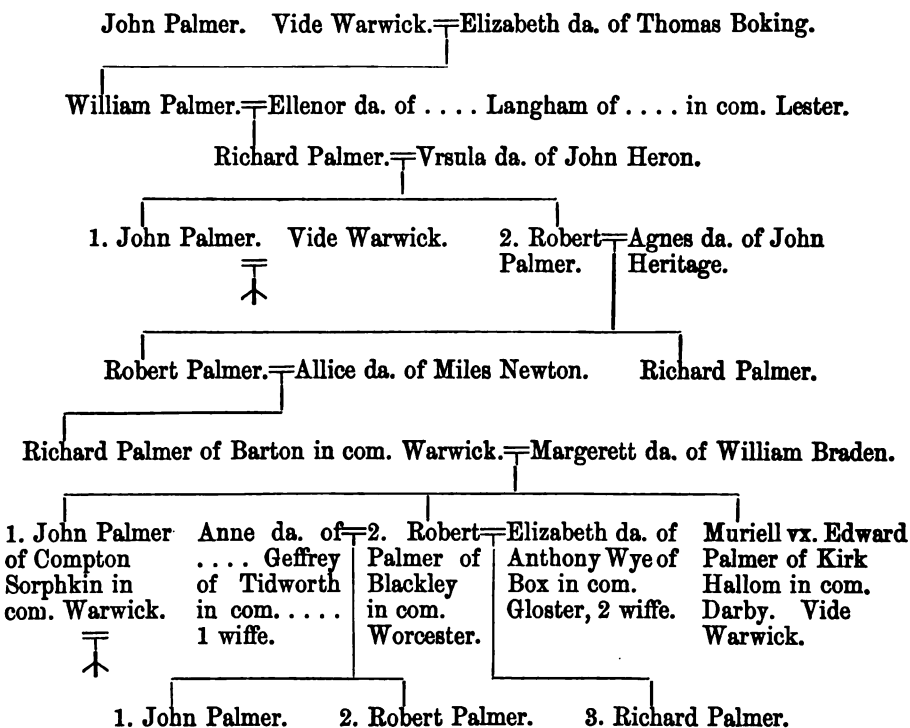 John Palmer. Vide Warwick.=Elizabeth da. of Thomas Boking.
William Palmer.=Ellenor da. of . . . . Langham of . . . . in com. Lester.
Richard Palmer.=Vrsula da. of John Heron.
1. John Palmer. Vide Warwick.
2. Robert=Agnes da. of John
Palmer. Heritage.
Robert Palmer.=Allice da. of Miles Newton.
Richard Palmer.
Richard Palmer of Barton in com. Warwick.=Margerett da. of William Braden.
1. John Palmer
of Compton
Sorphkin in
com. Warwick.
Anne da. of=
. . . . Geffrey
of Tidworth
in com. . . . .
1 wiffe.
2. Robert=
Palmer of
Blackley
in com.
Worcester.
Elizabeth da. of
Anthony Wye of
Box in com.
Gloster, 2 wiffe.
Muriell vx. Edward
Palmer of Kirk
Hallom in com.
Darby. Vide
Warwick.
1. John Palmer. 2. Robert Palmer. 3. Richard Palmer.